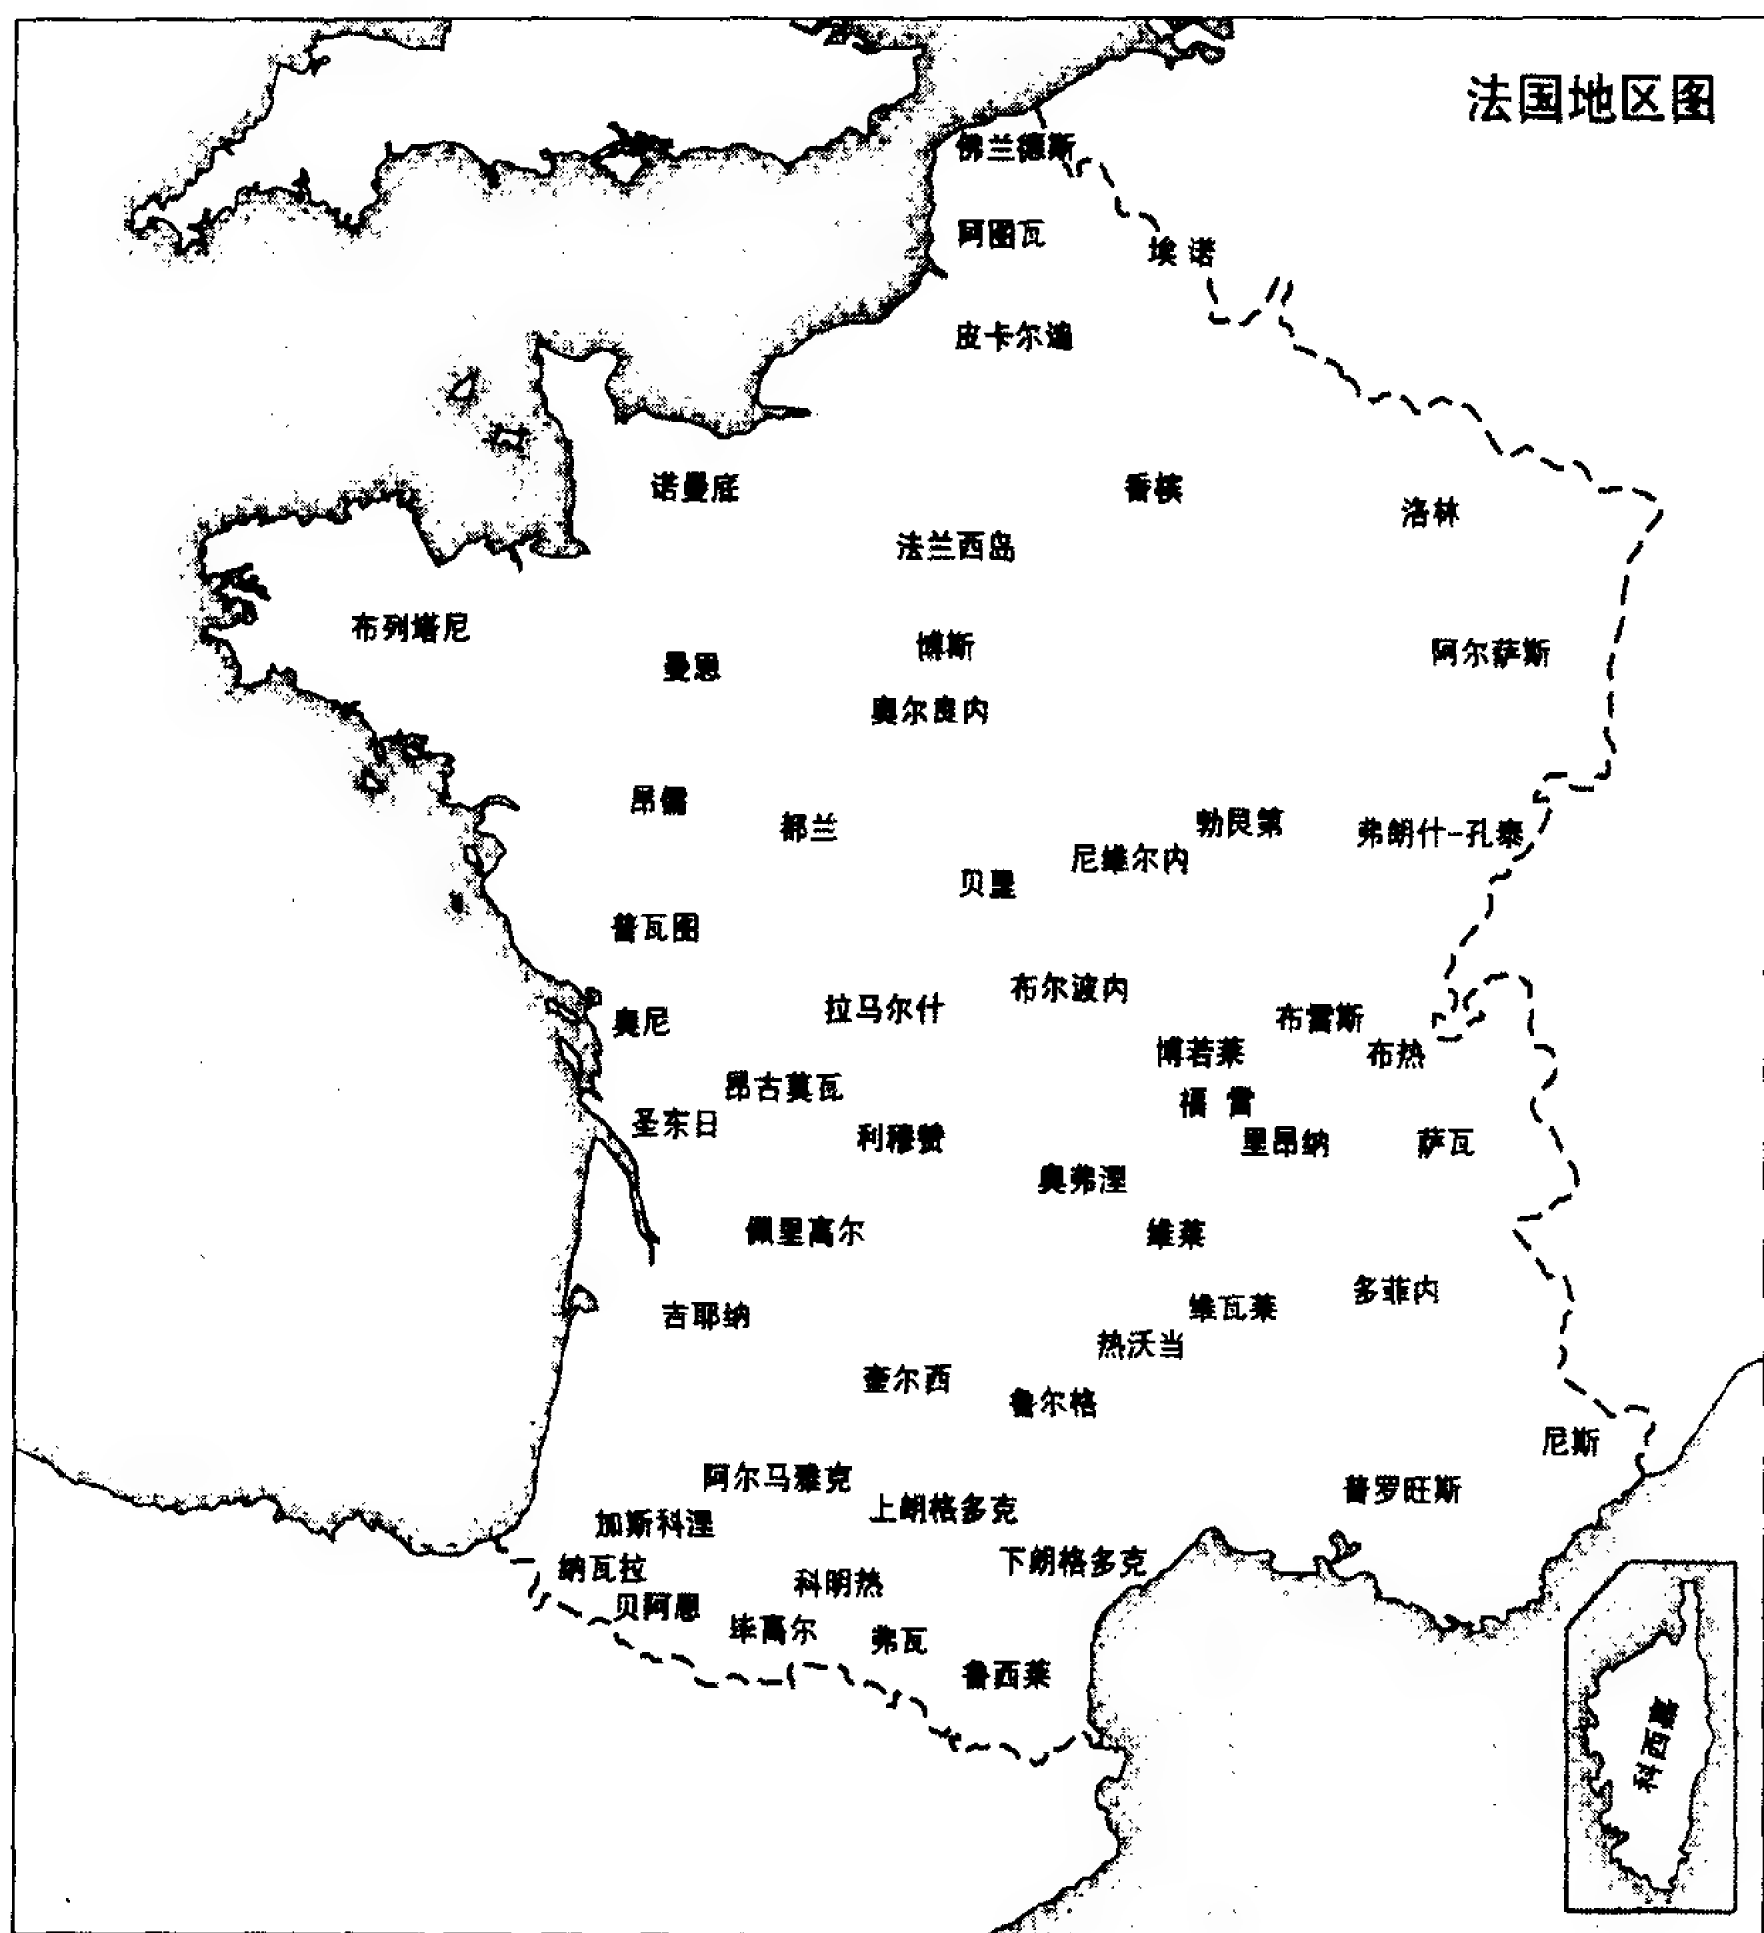 法国地区图
佛兰德斯
阿图瓦
埃诺
皮卡尔迪
诺曼底
香槟
洛林
法兰西岛
布列塔尼
曼恩
博斯
阿尔萨斯
奥尔良内
昂儒
都兰
勃艮第
弗朗什-孔泰
尼维尔内
贝里
普瓦图
布尔波内
拉马尔什
奥尼
布雷斯
博若莱
布热
昂古莫瓦
福雷
圣东日
利穆赞
里昂纳
萨瓦
奥弗涅
佩里高尔
维莱
多菲内
维瓦莱
吉耶纳
热沃当
奎尔西
鲁尔格
尼斯
阿尔马雅克
普罗旺斯
上朗格多克
加斯科涅
下朗格多克
纳瓦拉
科明热
贝阿恩
毕高尔
弗瓦
鲁西莱
科西嘉